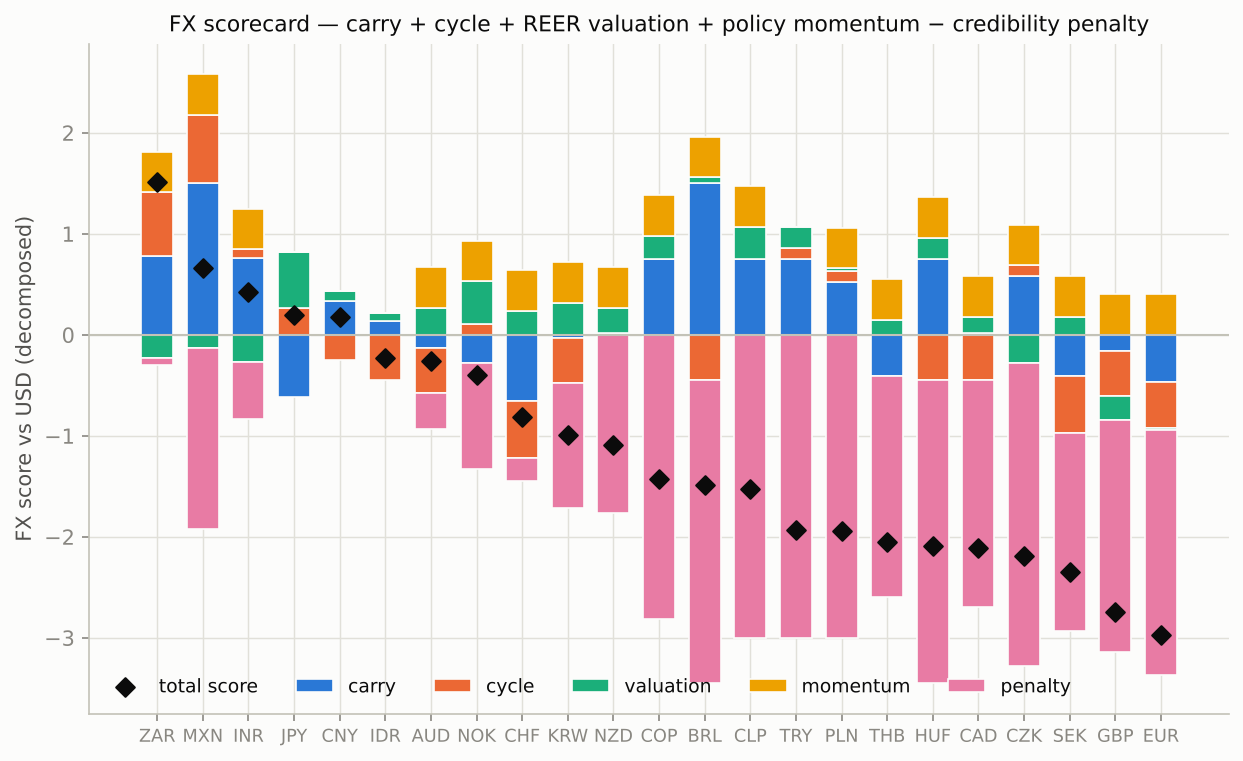 FX scorecard — carry + cycle + REER valuation + policy momentum − credibility penalty
FX score vs USD (decomposed)
2
1
0
−1
−2
−3
total score carry cycle valuation momentum penalty
ZAR MXN INR JPY CNY IDR AUD NOK CHF KRW NZD COP BRL CLP TRY PLN THB HUF CAD CZK SEK GBP EUR